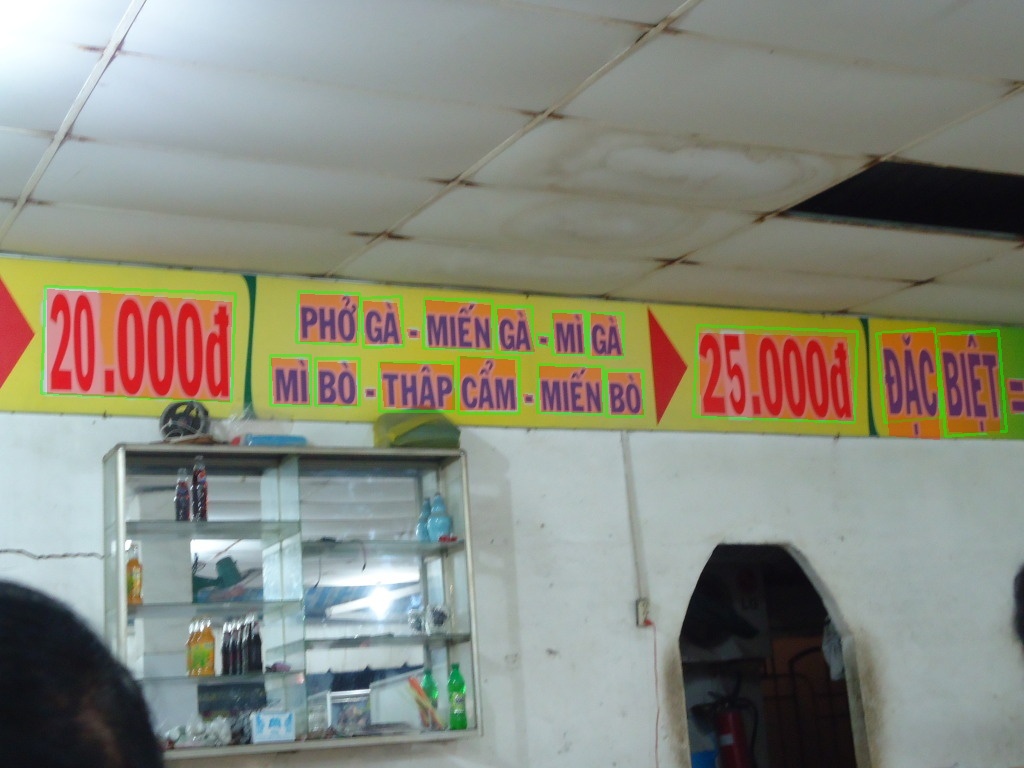 20.000đ
PHỞ GÀ - MIẾN GÀ - MÌ GÀ
MÌ BÒ - THẬP CẨM - MIẾN BÒ
25.000đ
ĐẶC BIỆT =